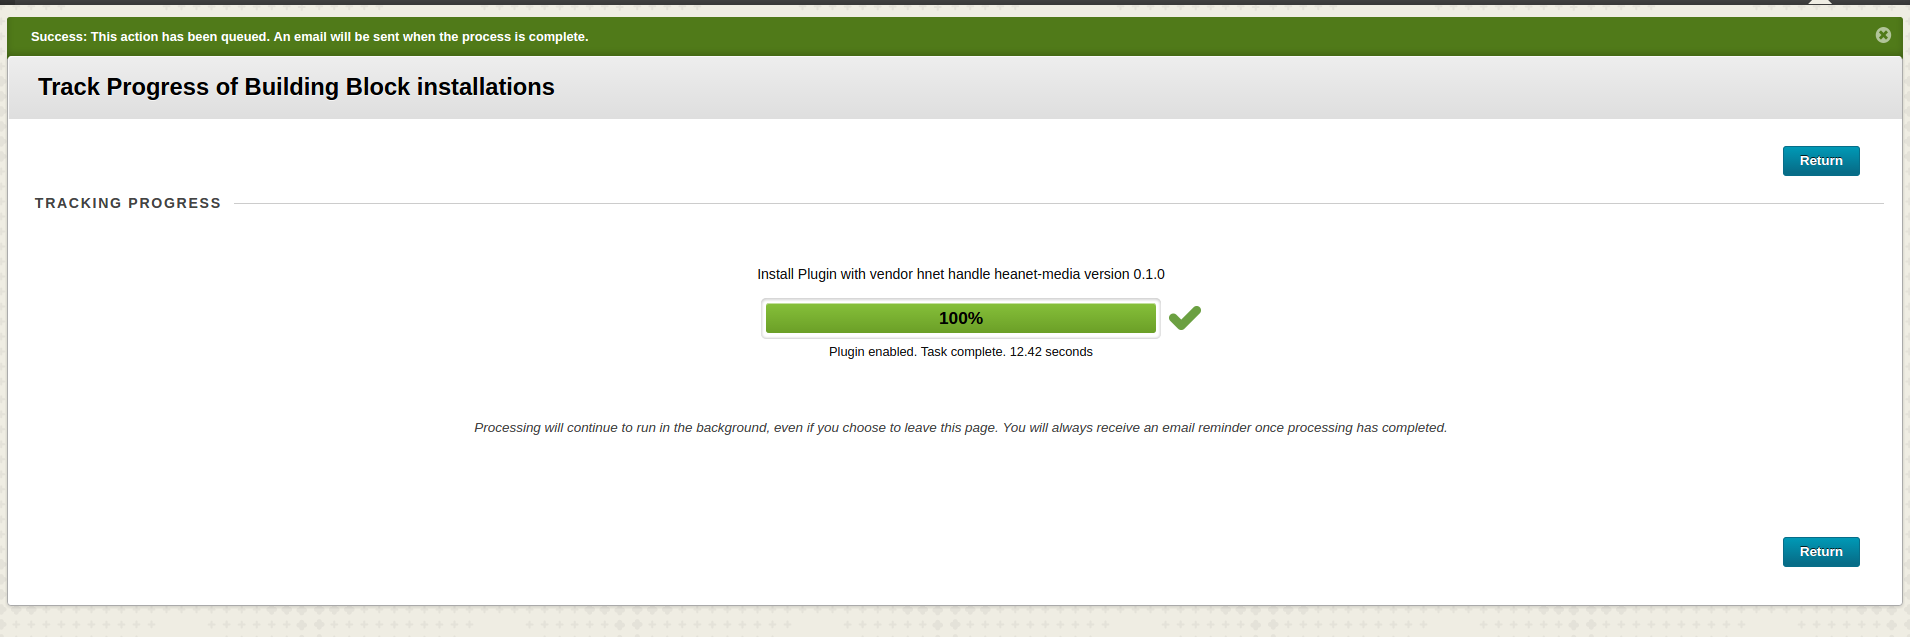 Success: This action has been queued. An email will be sent when the process is complete.
Track Progress of Building Block installations
Return
TRACKING PROGRESS
Install Plugin with vendor hnet handle heanet-media version 0.1.0
100%
Plugin enabled. Task complete. 12.42 seconds
Processing will continue to run in the background, even if you choose to leave this page. You will always receive an email reminder once processing has completed.
Return